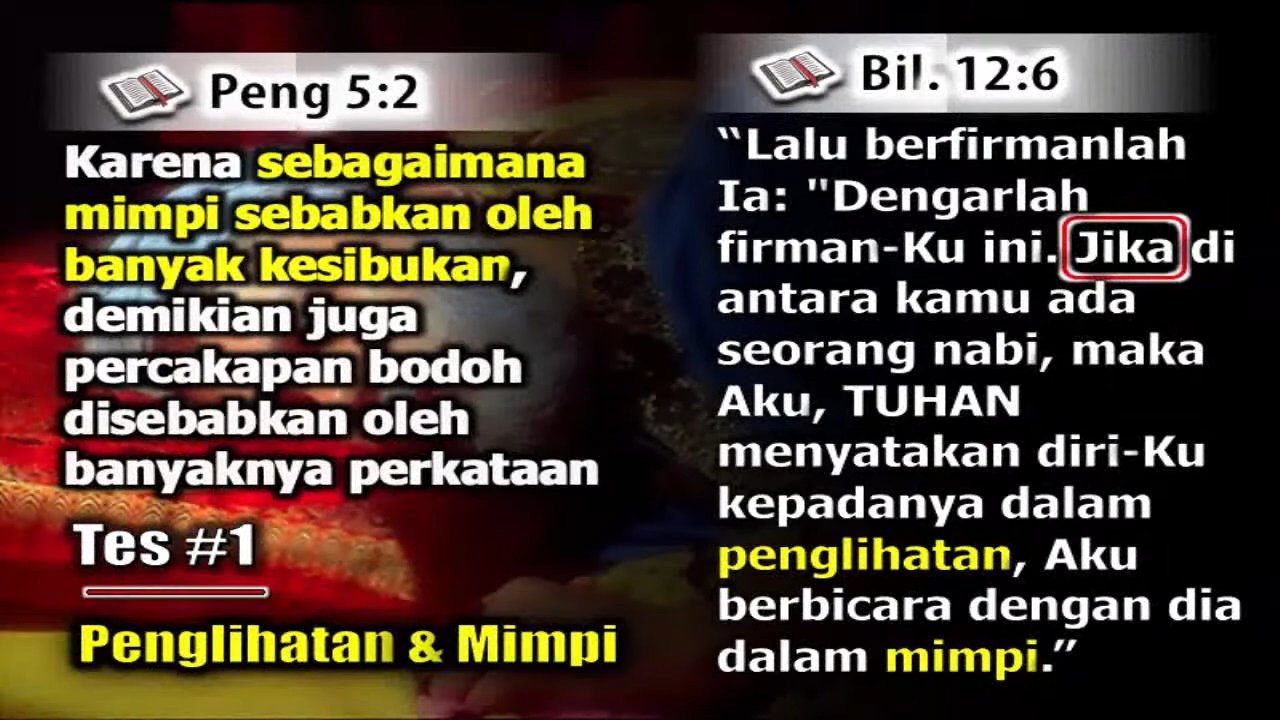 Peng 5:2
Karena sebagaimana
mimpi sebabkan oleh
banyak kesibukan,
demikian juga
percakapan bodoh
disebabkan oleh
banyaknya perkataan
Tes #1
Penglihatan & Mimpi
Bil. 12:6
“Lalu berfirmanlah
Ia: "Dengarlah
firman-Ku ini. Jika di
antara kamu ada
seorang nabi, maka
Aku, TUHAN
menyatakan diri-Ku
kepadanya dalam
penglihatan, Aku
berbicara dengan dia
dalam mimpi.”